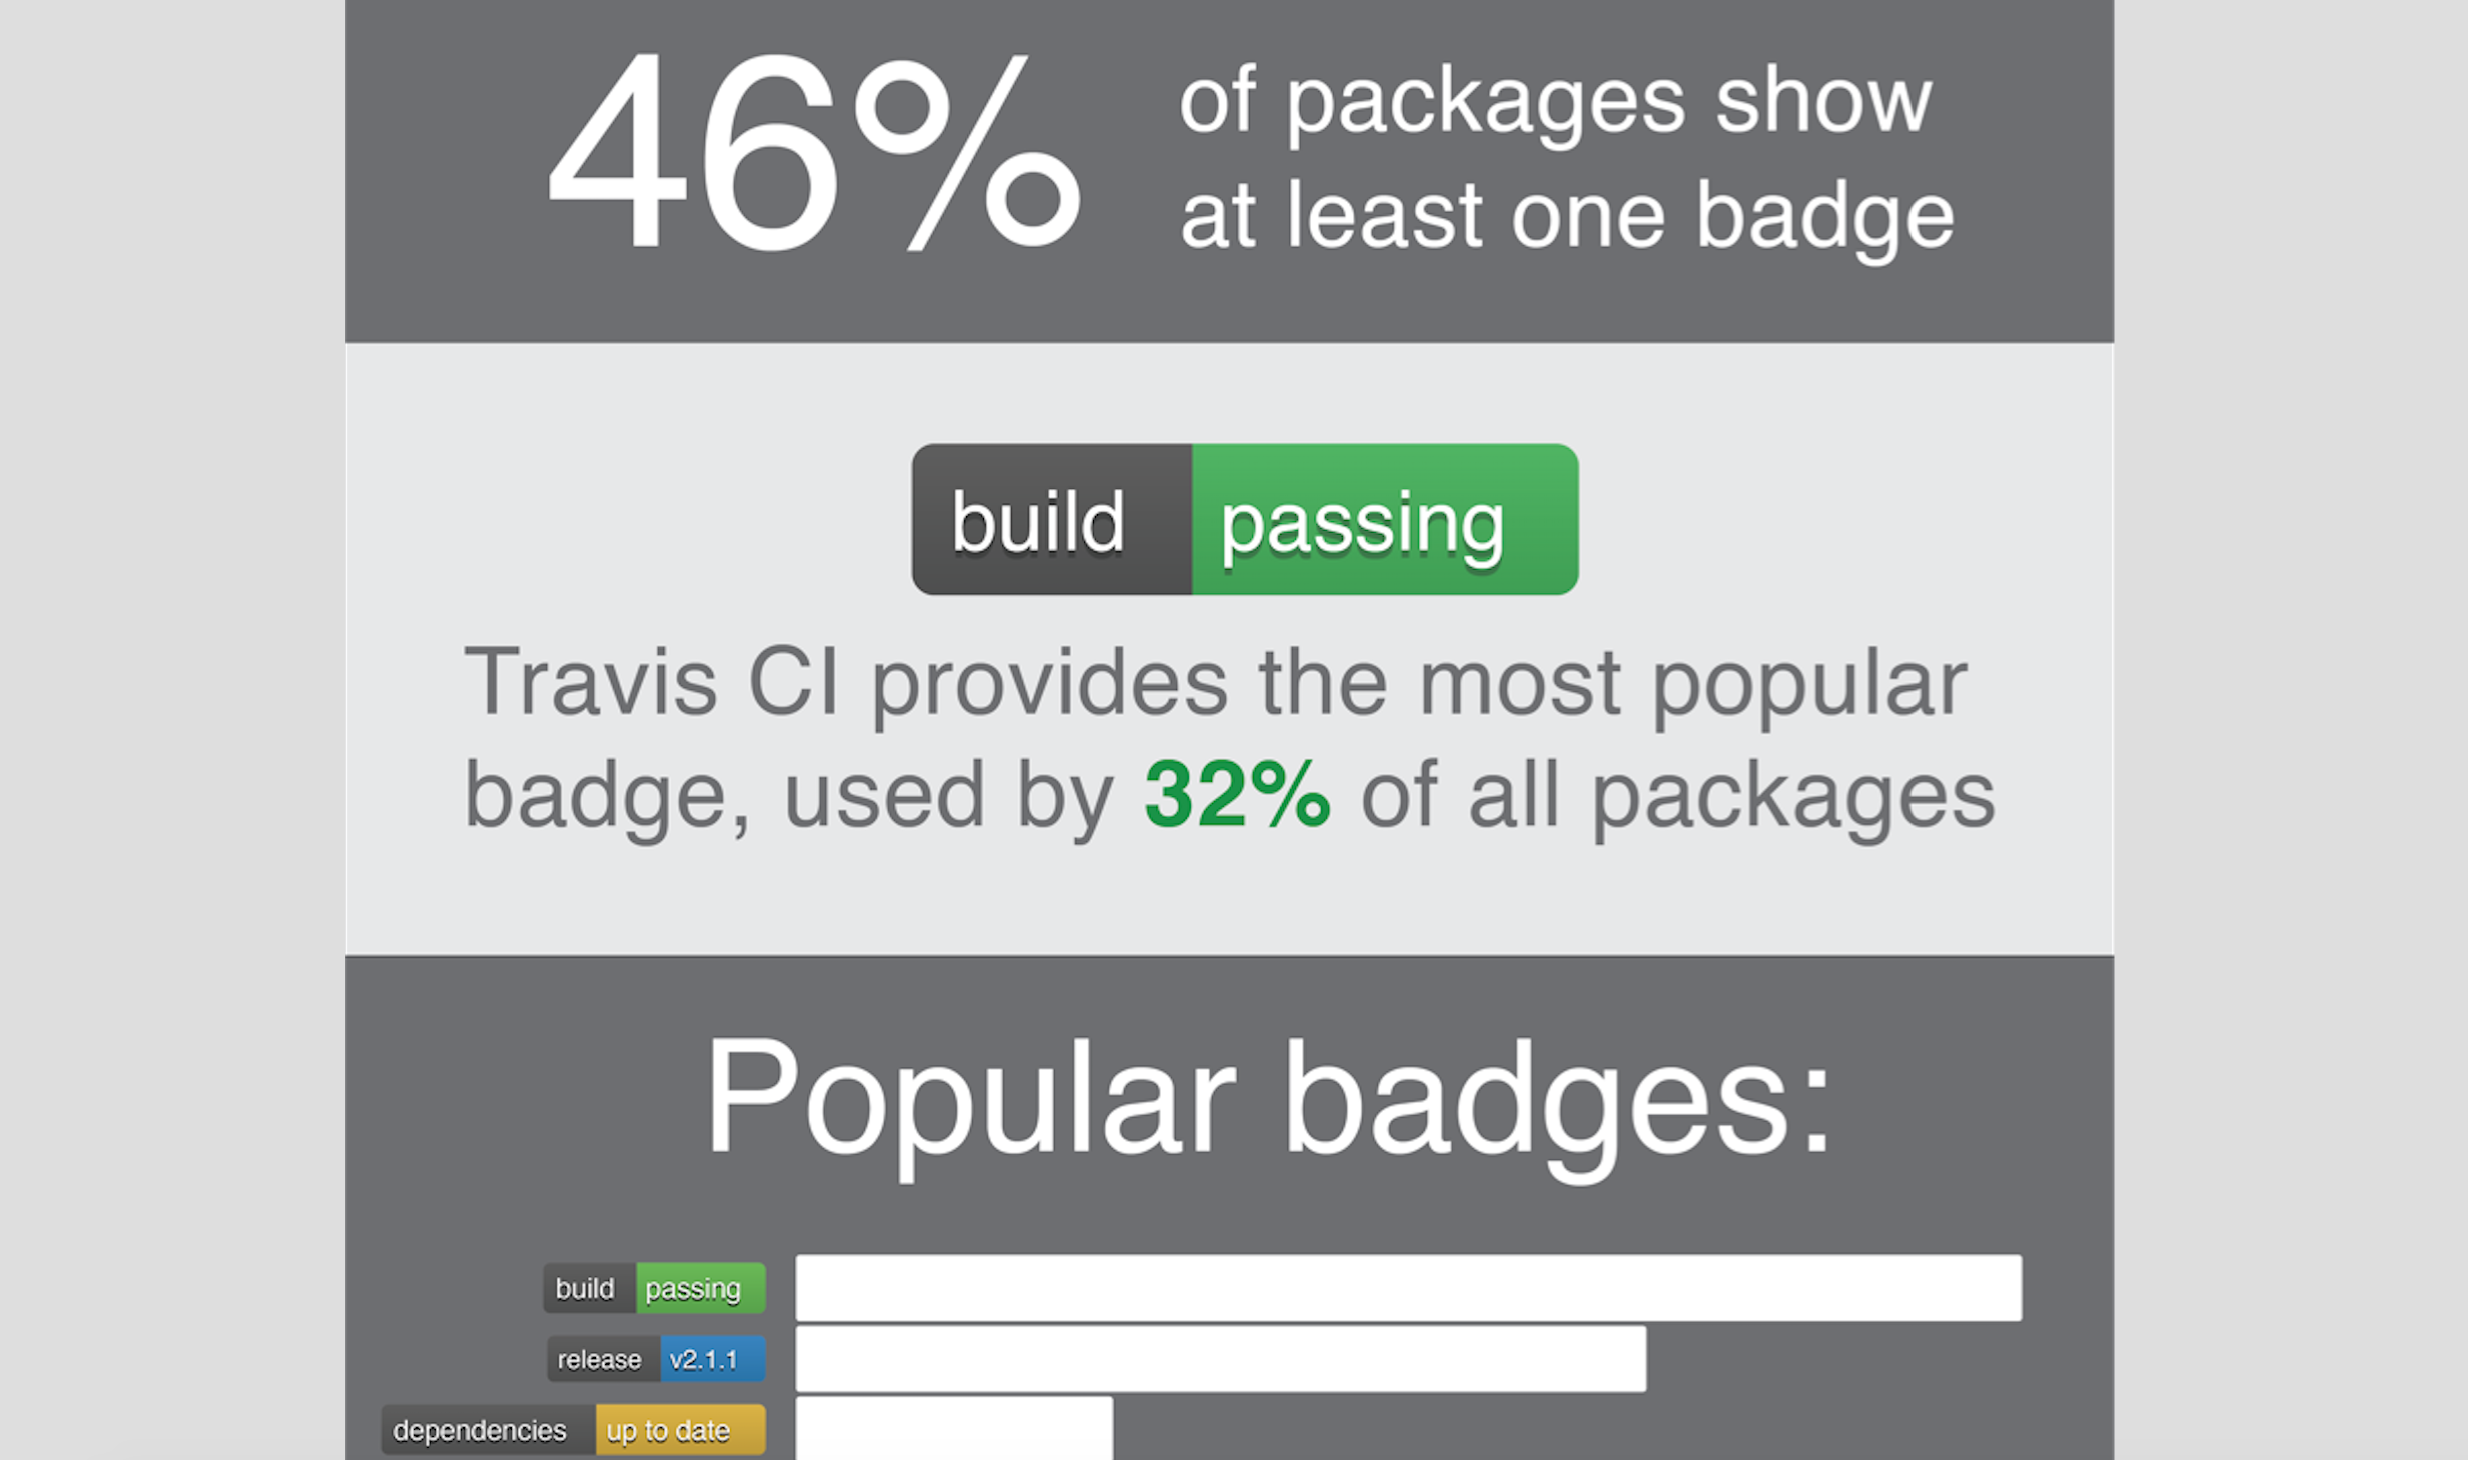 46% of packages show
at least one badge
build passing
Travis CI provides the most popular
badge, used by 32% of all packages
Popular badges:
build passing
release v2.1.1
dependencies up to date